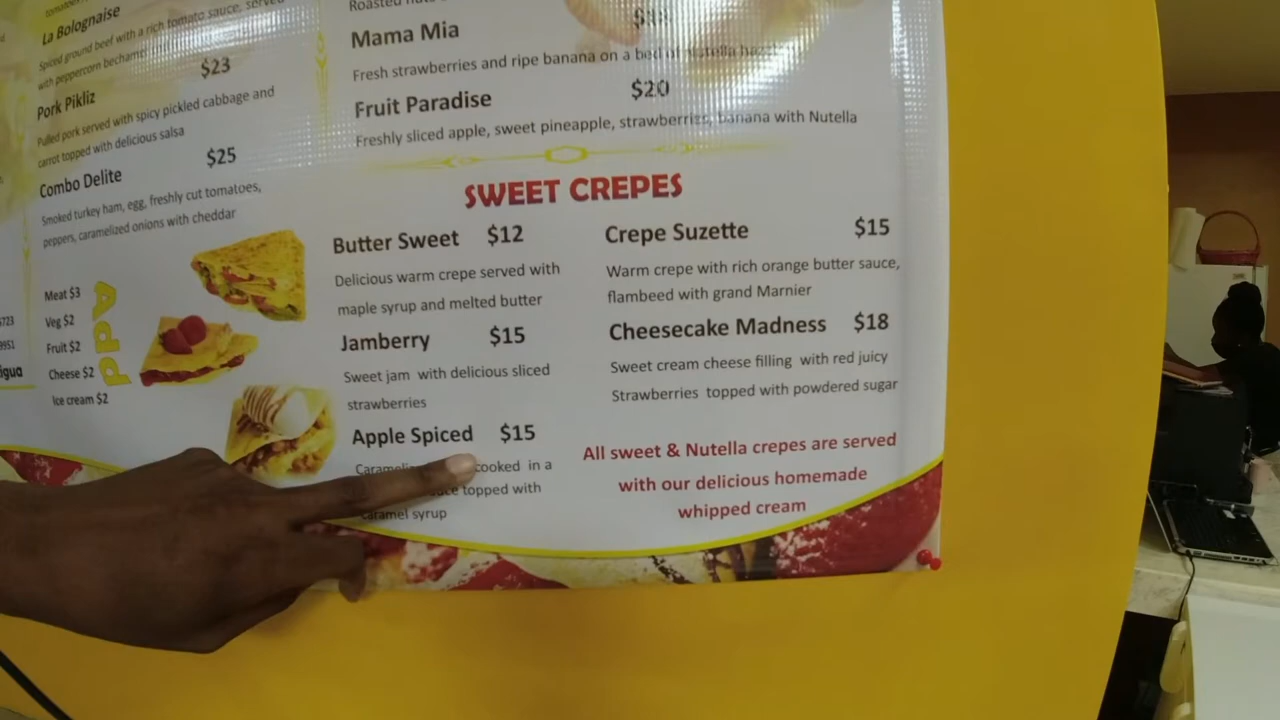 La Bolognaise
Spiced ground beef with a rich tomato sauce, served
with peppercorn
$23
Pork Pikliz
Pulled pork served with spicy pickled cabbage and
carrot topped with delicious salsa
$25
Combo Delite
Smoked turkey ham, egg, freshly cut tomatoes,
peppers, caramelized onions with cheddar
Meat $3
Veg $2
Fruit $2
Cheese $2
Ice cream $2
ADD
Roasted
Mama Mia
Fresh strawberries and ripe banana on a bed of Nutella
$20
Fruit Paradise
Freshly sliced apple, sweet pineapple, strawberries, banana with Nutella
SWEET CREPES
Butter Sweet $12
Delicious warm crepe served with
maple syrup and melted butter
Jamberry $15
Sweet jam with delicious sliced
strawberries
Apple Spiced $15
cooked in a
topped with
caramel syrup
Crepe Suzette $15
Warm crepe with rich orange butter sauce,
flambeed with grand Marnier
Cheesecake Madness $18
Sweet cream cheese filling with red juicy
Strawberries topped with powdered sugar
All sweet & Nutella crepes are served
with our delicious homemade
whipped cream